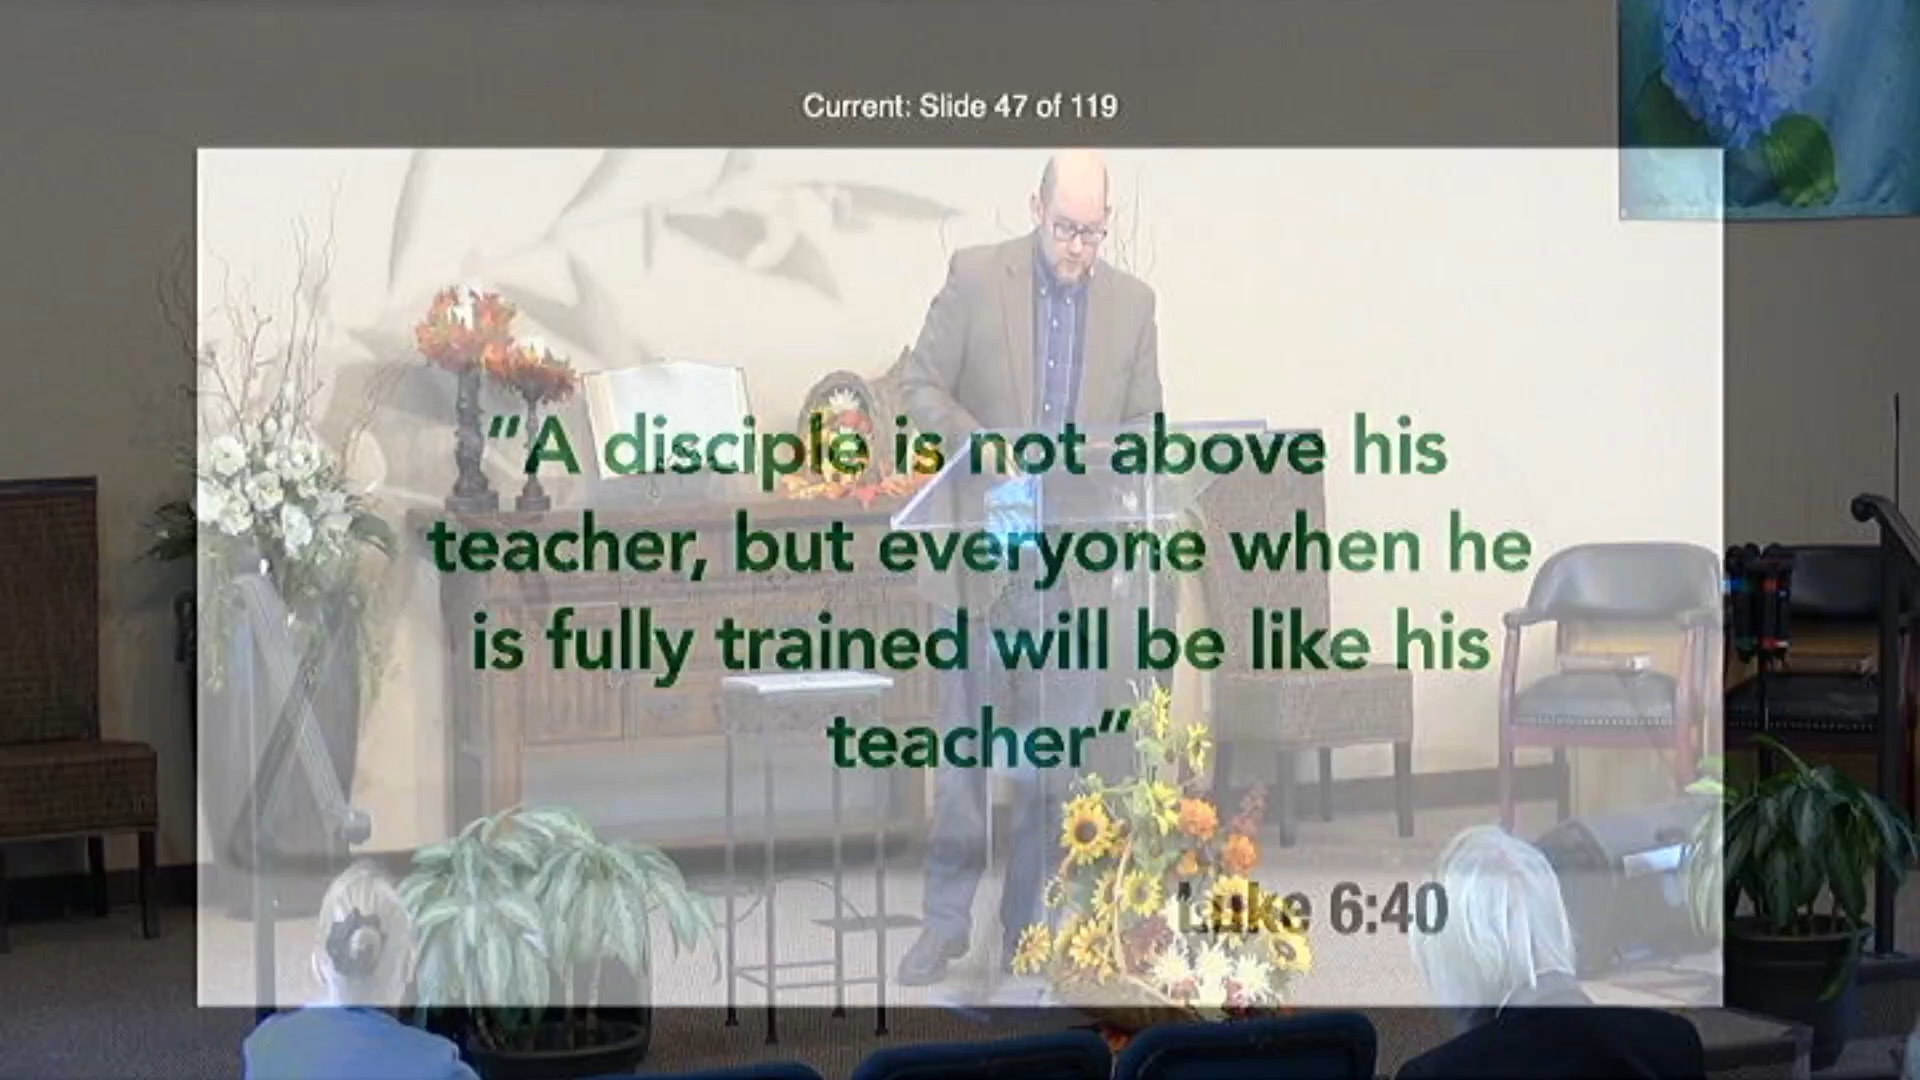 Current: Slide 47 of 119
“A disciple is not above his
teacher, but everyone when he
is fully trained will be like his
teacher”
Luke 6:40